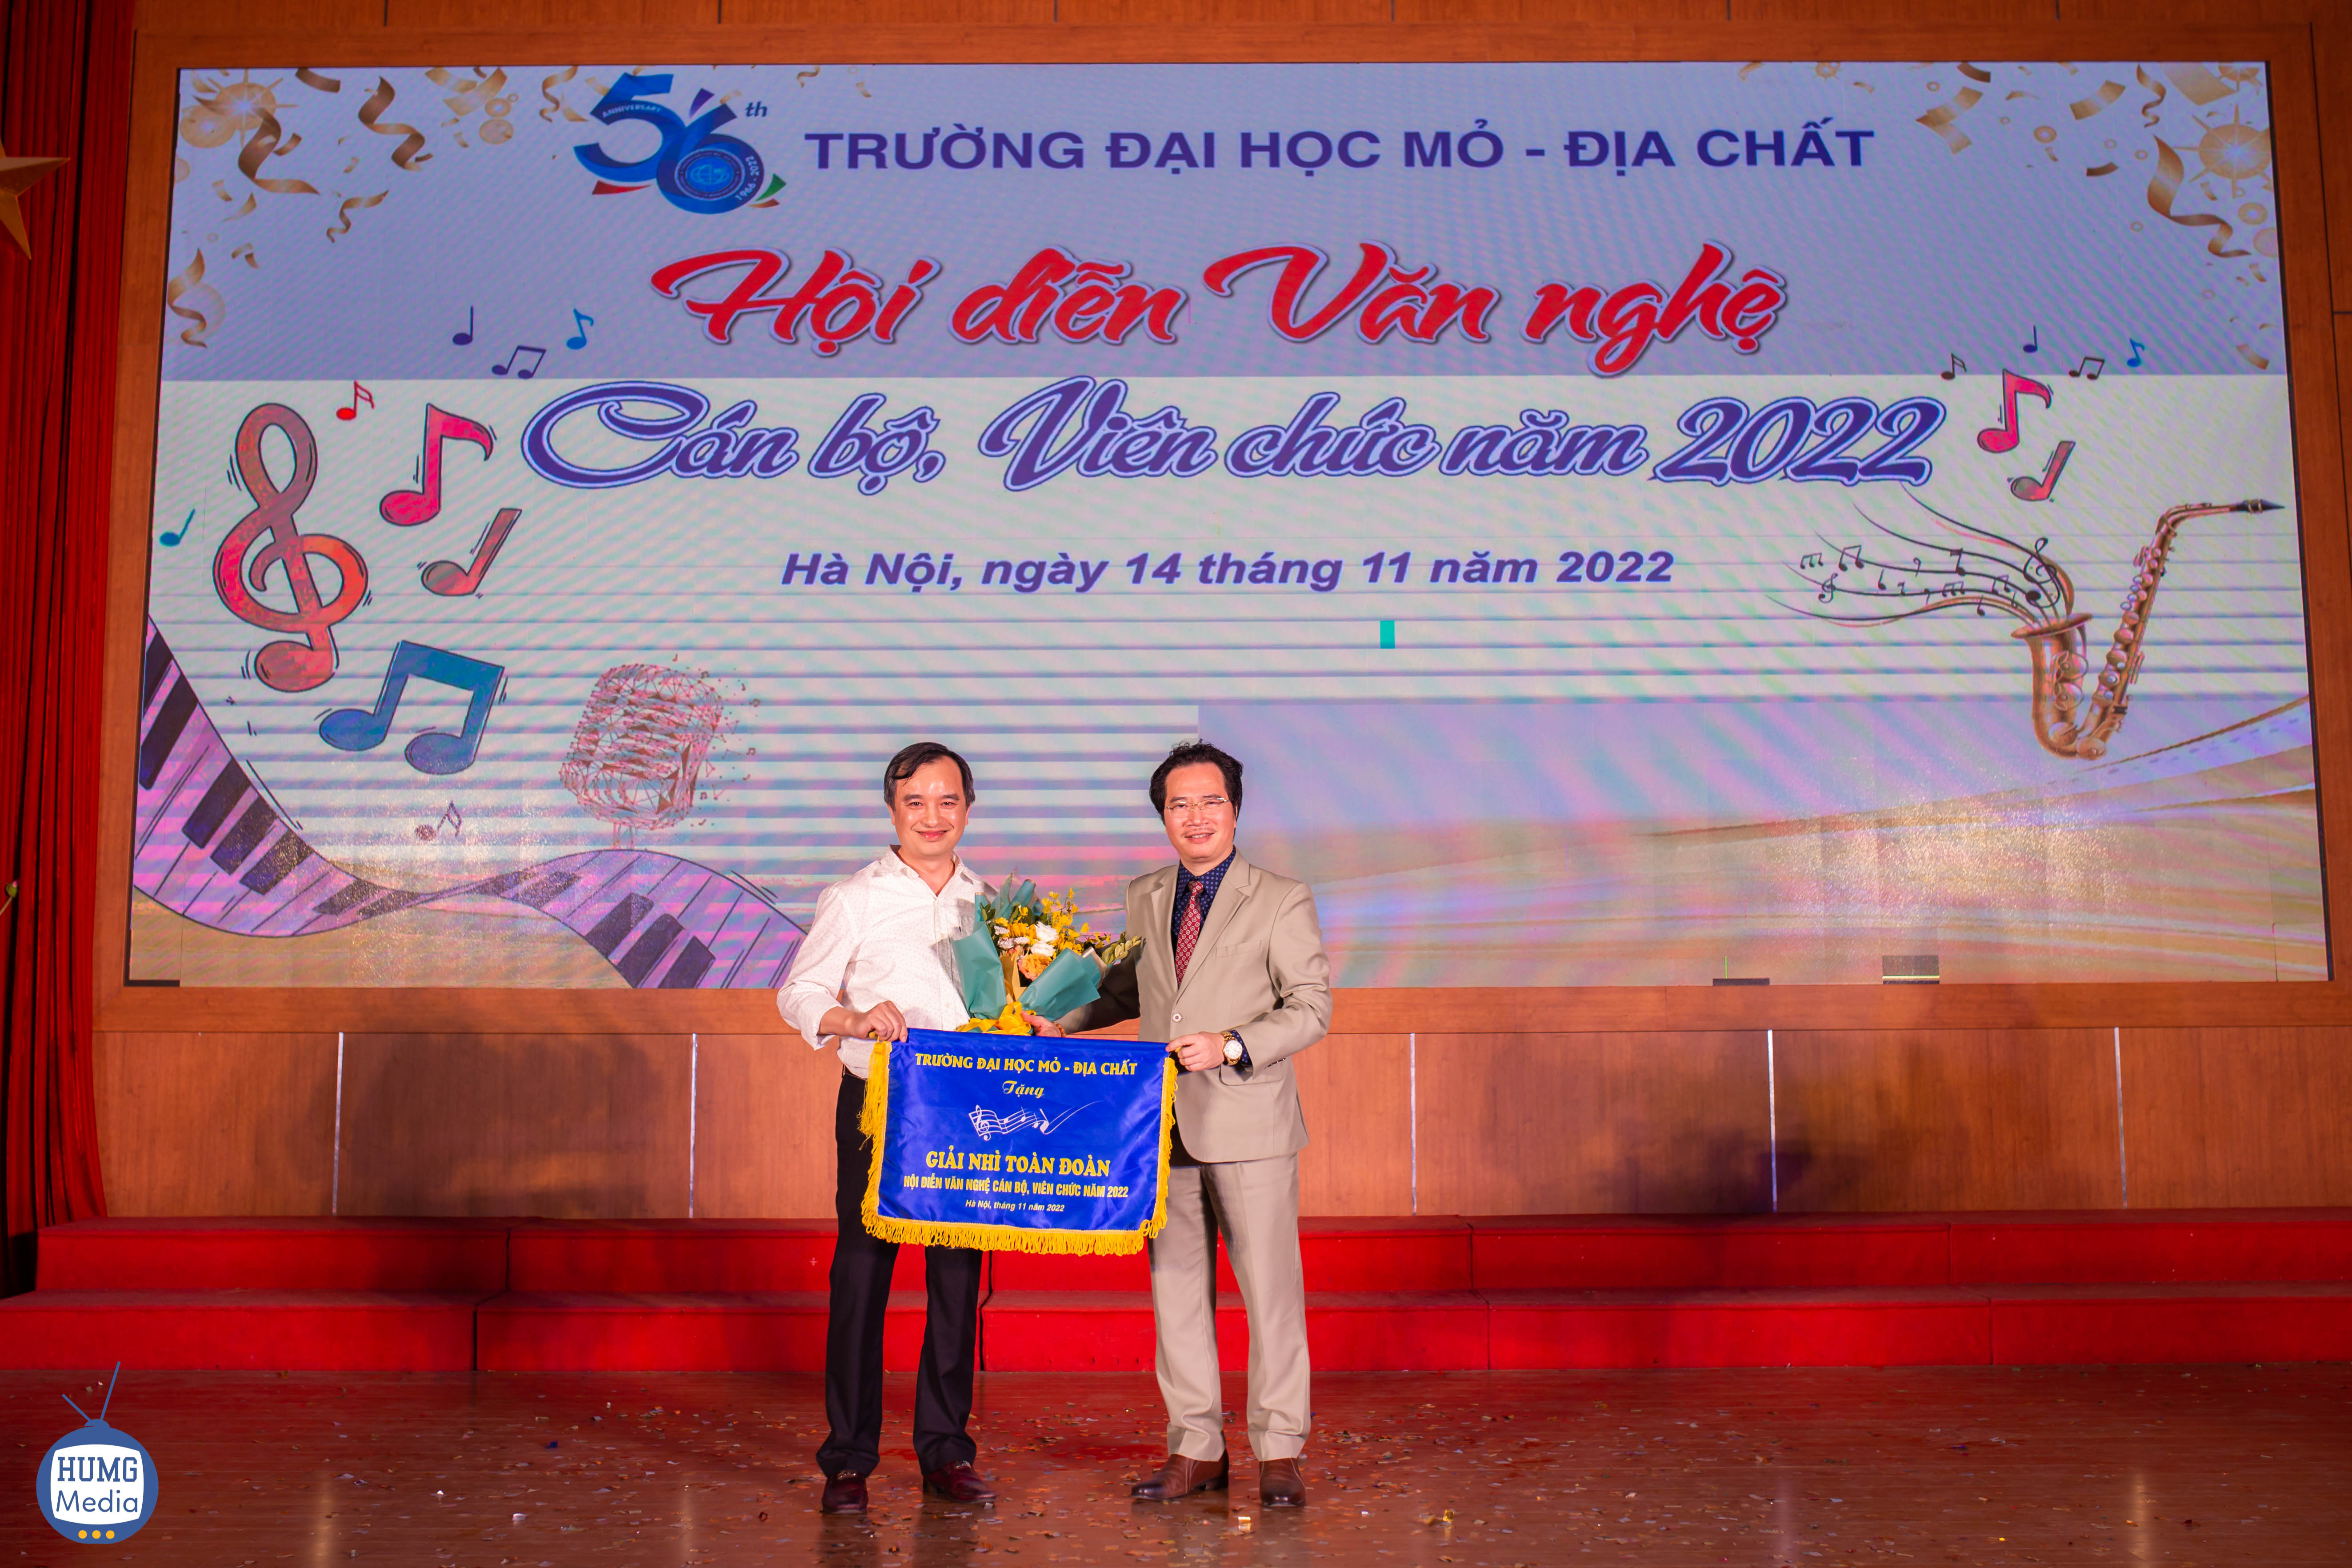 56th
ANNIVERSARY
1966 - 2022
TRƯỜNG ĐẠI HỌC MỎ - ĐỊA CHẤT
Hội diễn Văn nghệ
Cán bộ, Viên chức năm 2022
Hà Nội, ngày 14 tháng 11 năm 2022
TRƯỜNG ĐẠI HỌC MỎ - ĐỊA CHẤT
Tặng
GIẢI NHÌ TOÀN ĐOÀN
HỘI DIỄN VĂN NGHỆ CÁN BỘ, VIÊN CHỨC NĂM 2022
Hà Nội, tháng 11 năm 2022
HUMG
Media